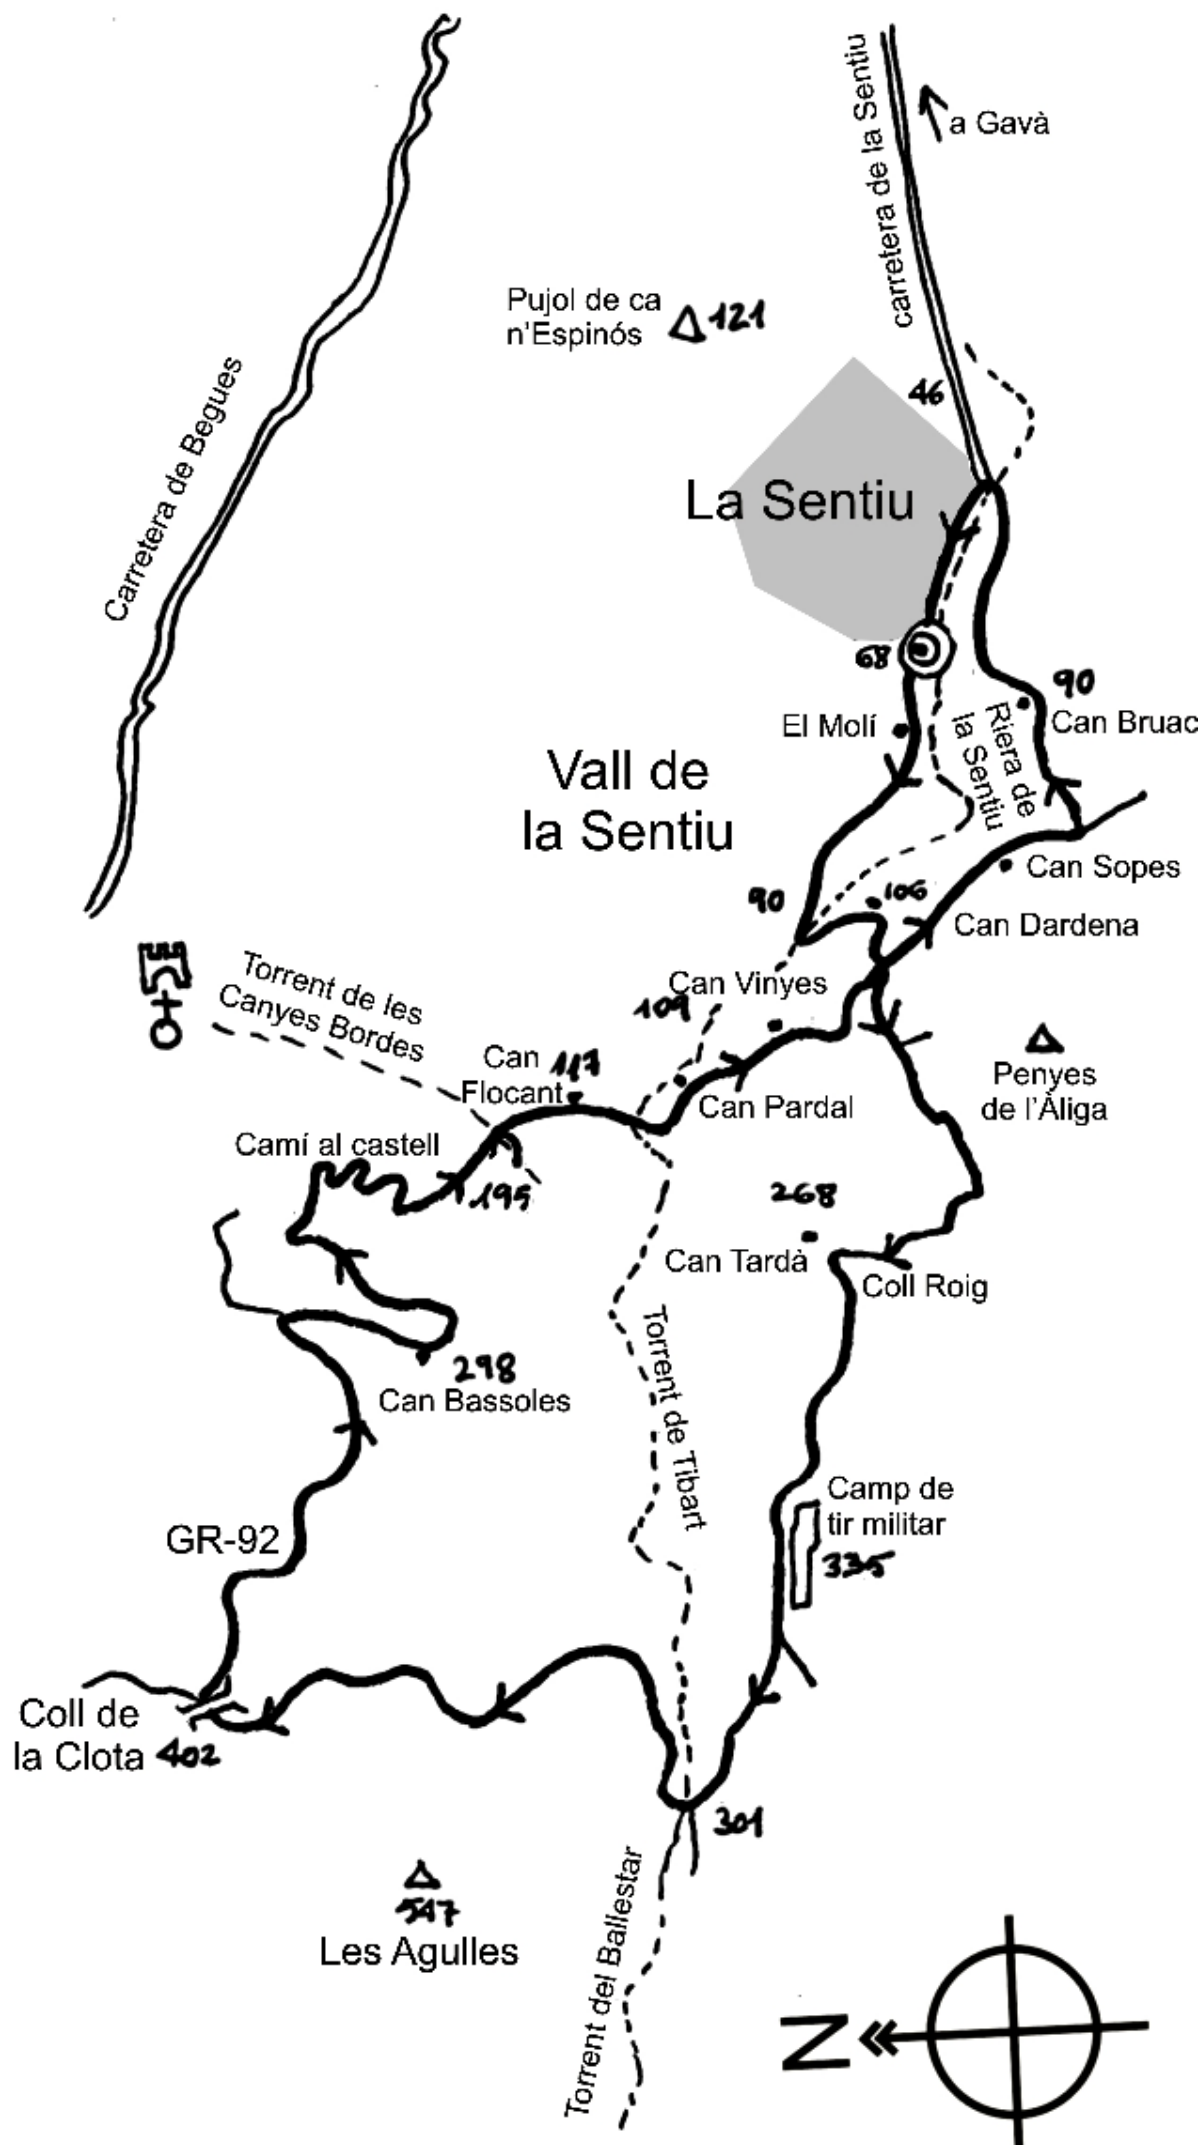 carretera de la Sentiu
a Gavà
Pujol de ca
n'Espinós
121
Carretera de Begues
46
La Sentiu
68
90
Can Bruac
El Molí
Riera de
la Sentiu
Vall de
la Sentiu
Can Sopes
90
106
Can Dardena
Torrent de les
Canyes Bordes
Can Vinyes
109
Can
Flocant
117
Can Pardal
Penyes
de l'Àliga
Camí al castell
195
268
Can Tardà
Coll Roig
298
Can Bassoles
Torrent de Tibart
Camp de
tir militar
335
GR-92
Coll de
la Clota
402
301
547
Les Agulles
Torrent del Ballestar
N